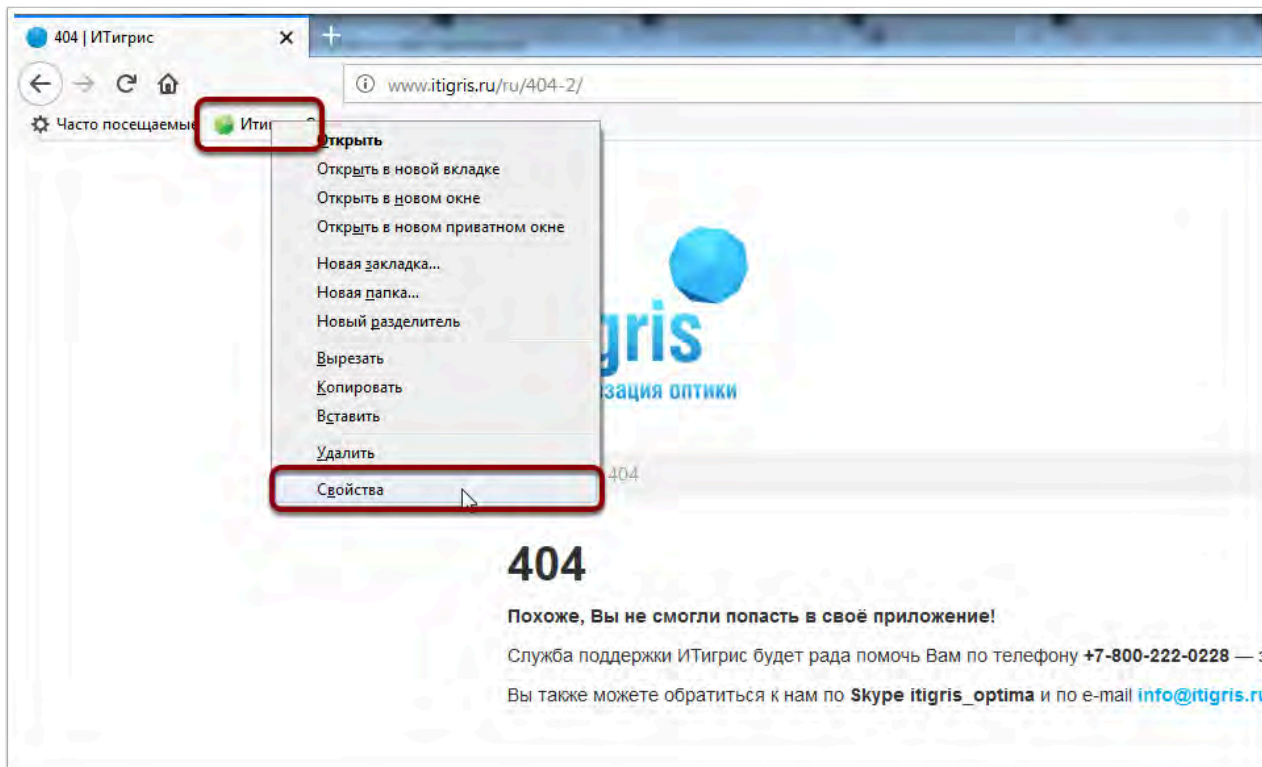 404 | ИТигрис
www.itigris.ru/ru/404-2/
Часто посещаемые
Открыть
Открыть в новой вкладке
Открыть в новом окне
Открыть в новом приватном окне
Новая закладка...
Новая папка...
Новый разделитель
Вырезать
Копировать
Вставить
Удалить
Свойства
gris
зация оптики
404
404
Похоже, Вы не смогли попасть в своё приложение!
Служба поддержки ИТигрис будет рада помочь Вам по телефону +7-800-222-0228 —
Вы также можете обратиться к нам по Skype itigris_optima и по e-mail info@itigris.ru